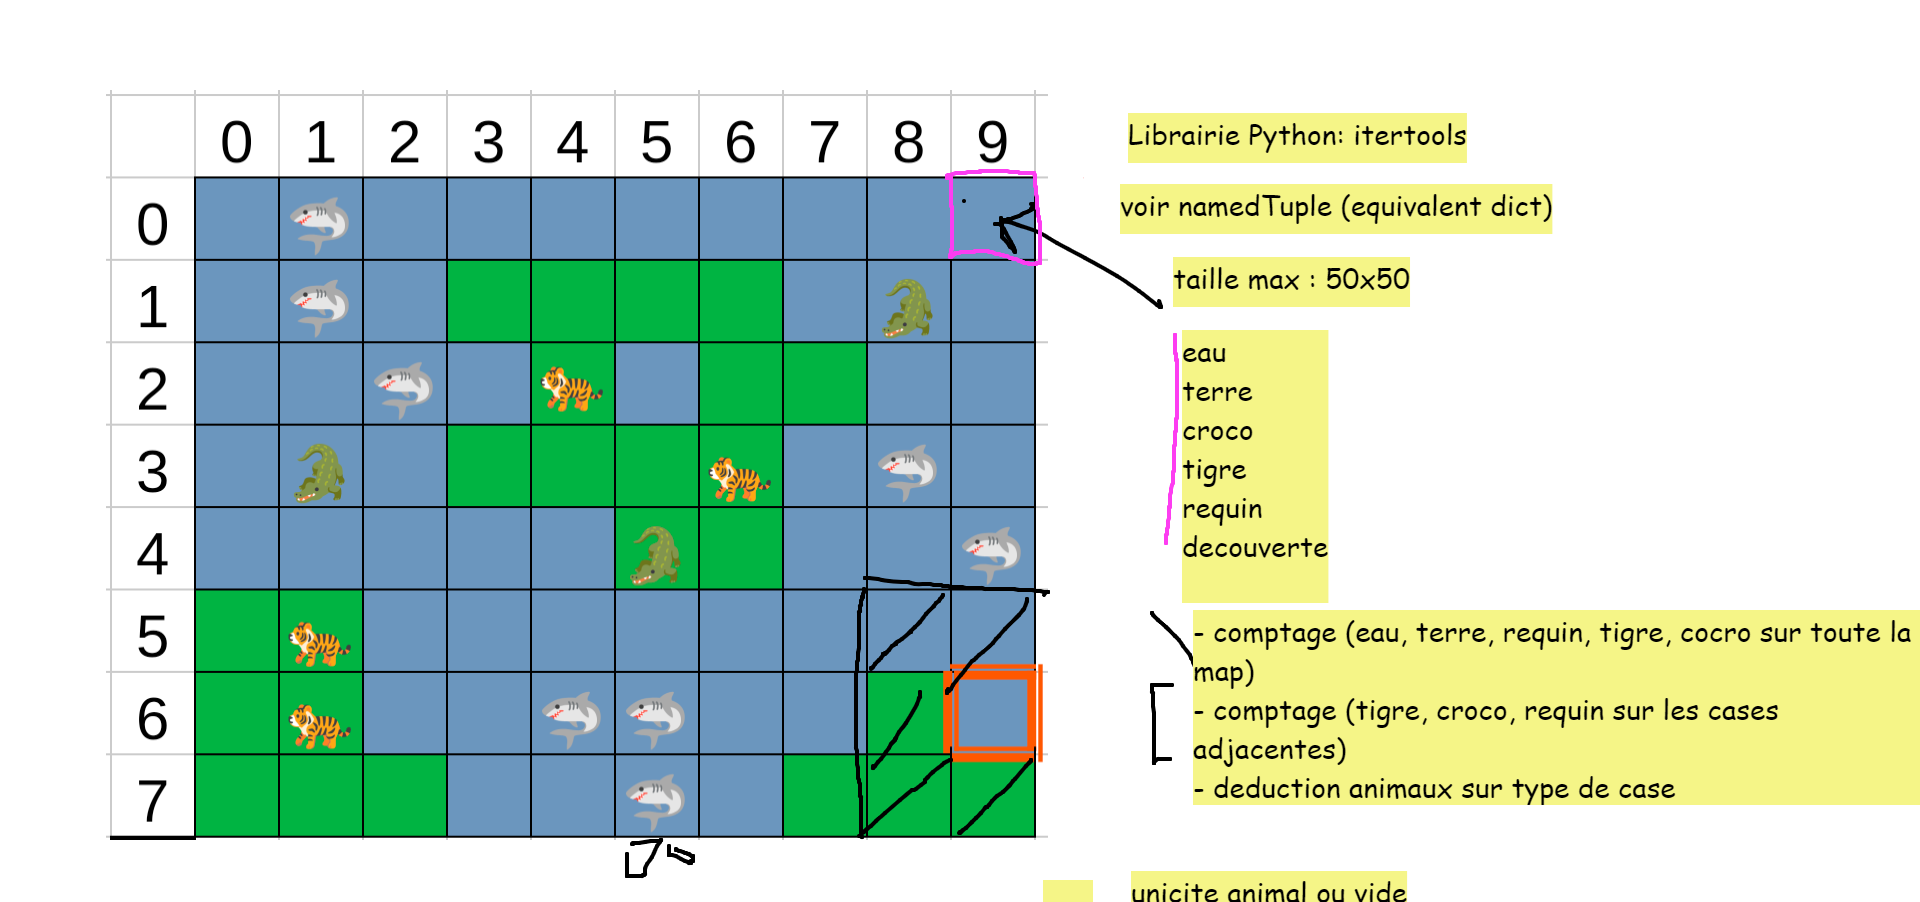 0 1 2 3 4 5 6 7 8 9
0
1
2
3
4
5
6
7
Librairie Python: itertools
voir namedTuple (equivalent dict)
taille max : 50x50
eau
terre
croco
tigre
requin
decouverte
- comptage (eau, terre, requin, tigre, cocro sur toute la
map)
- comptage (tigre, croco, requin sur les cases
adjacentes)
- deduction animaux sur type de case
unicite animal ou vide